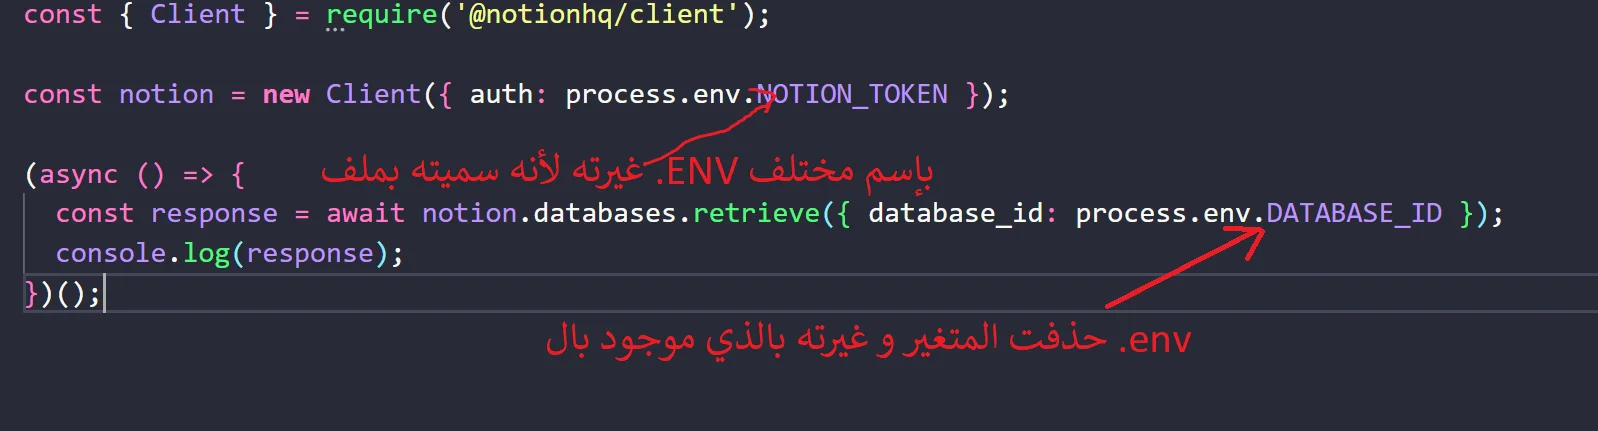 const { Client } = require('@notionhq/client');
const notion = new Client({ auth: process.env.NOTION_TOKEN });
(async () => {
بإسم مختلف ENV. غيرته لأنه سميته بملف
const response = await notion.databases.retrieve({ database_id: process.env.DATABASE_ID });
console.log(response);
})();
env. حذفت المتغير و غيرته بالذي موجود بال